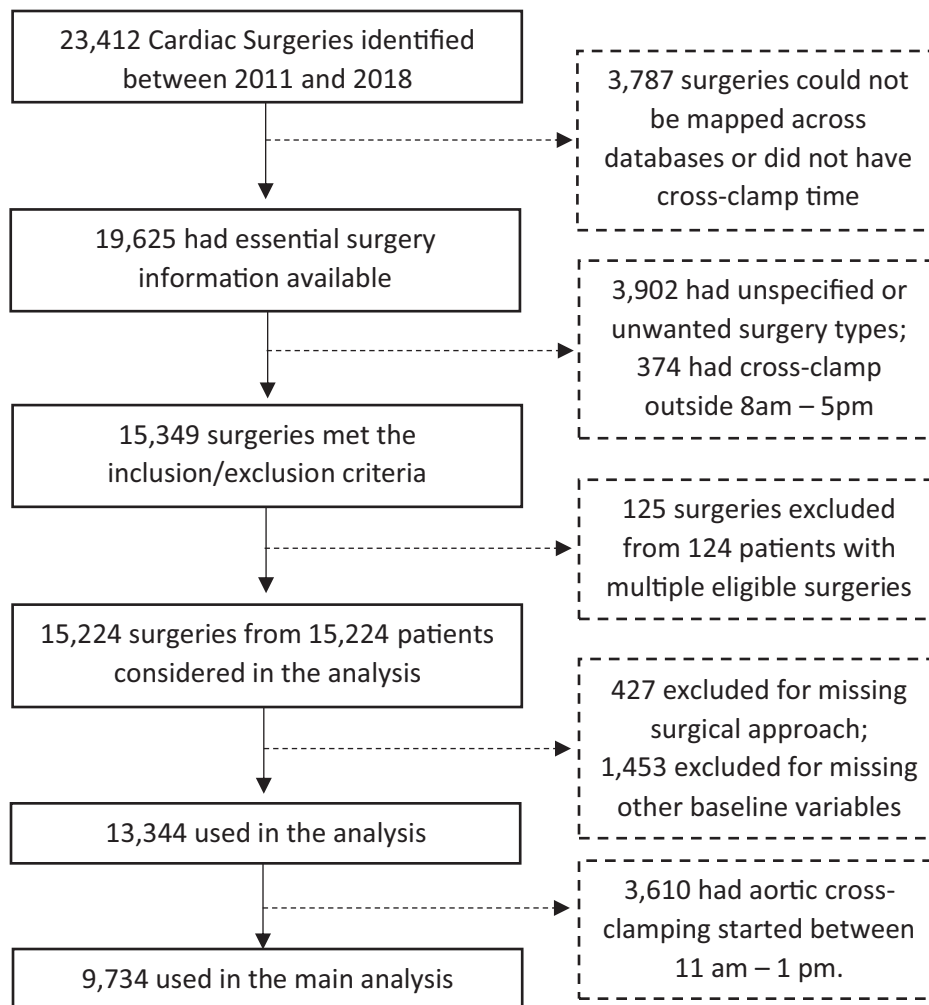 23,412 Cardiac Surgeries identified
between 2011 and 2018
3,787 surgeries could not
be mapped across
databases or did not have
cross-clamp time
19,625 had essential surgery
information available
3,902 had unspecified or
unwanted surgery types;
374 had cross-clamp
outside 8am – 5pm
15,349 surgeries met the
inclusion/exclusion criteria
125 surgeries excluded
from 124 patients with
multiple eligible surgeries
15,224 surgeries from 15,224 patients
considered in the analysis
427 excluded for missing
surgical approach;
1,453 excluded for missing
other baseline variables
13,344 used in the analysis
3,610 had aortic cross-
clamping started between
11 am – 1 pm.
9,734 used in the main analysis